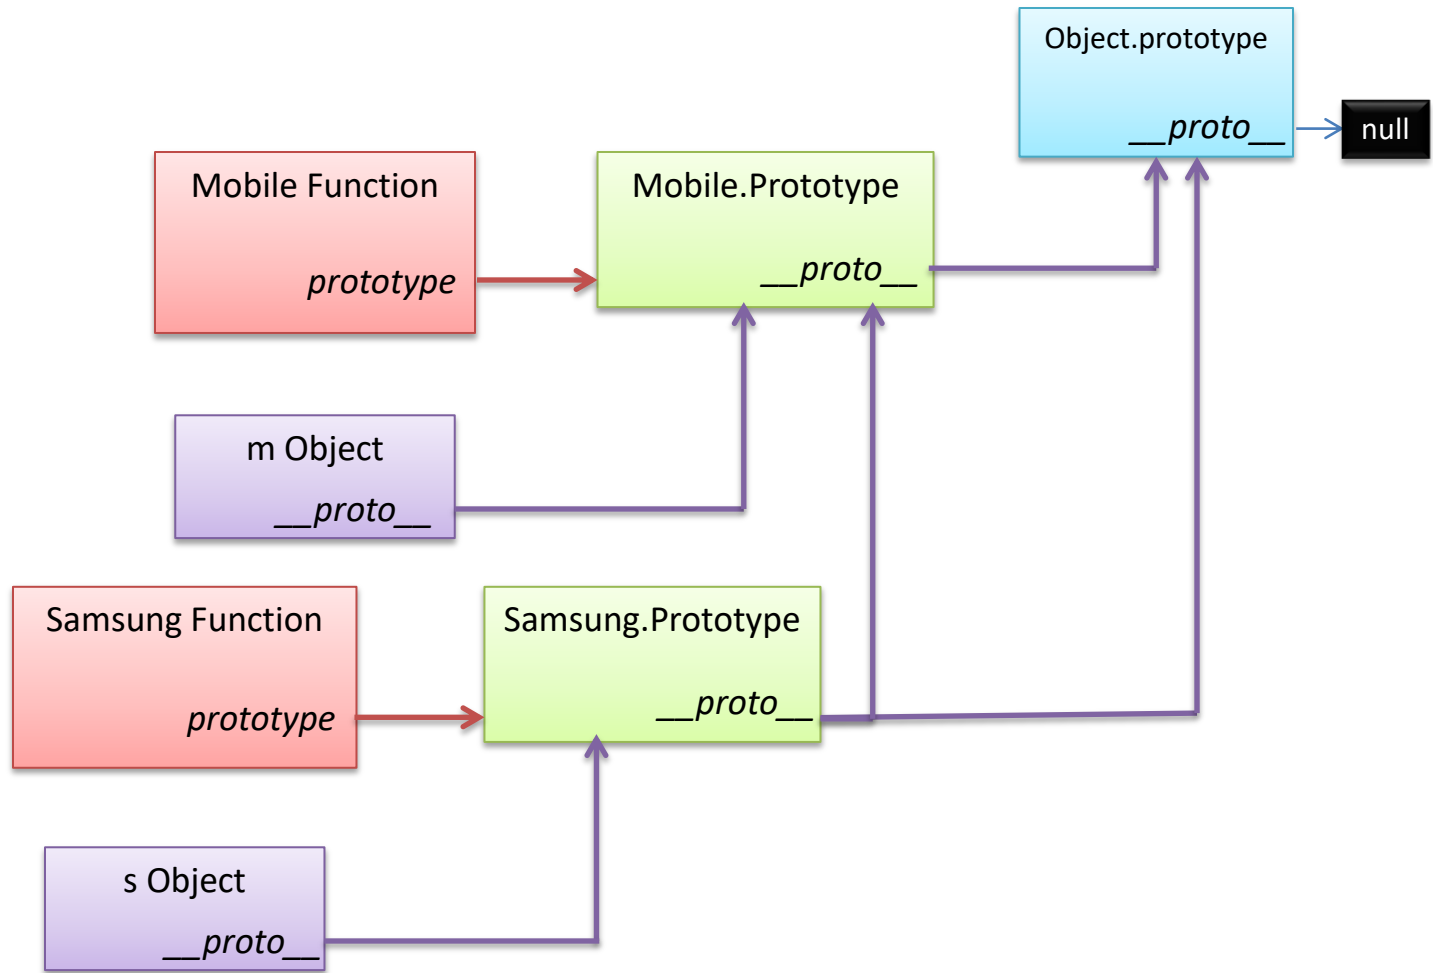 Object.prototype
__proto__
null
Mobile Function
prototype
Mobile.Prototype
__proto__
m Object
__proto__
Samsung Function
prototype
Samsung.Prototype
__proto__
s Object
__proto__